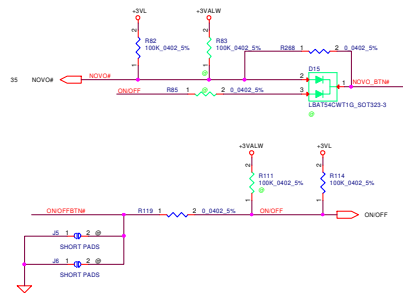 +3VL +3VALW
R82 100K_0402_5%
R83 100K_0402_5%
@
R268 1 2 0_0402_5%
D15
35 NOVO# NOVO# 2 1 NOVO_BTN#
ON/OFF R85 1 2 0_0402_5% 3
@
LBAT54CWT1G_SOT323-3
@
+3VALW +3VL
R111 100K_0402_5%
@
R114 100K_0402_5%
ON/OFFBTN# R119 1 2 0_0402_5% ON/OFF ON/OFF
J5 1 2 @
SHORT PADS
J6 1 2 @
SHORT PADS